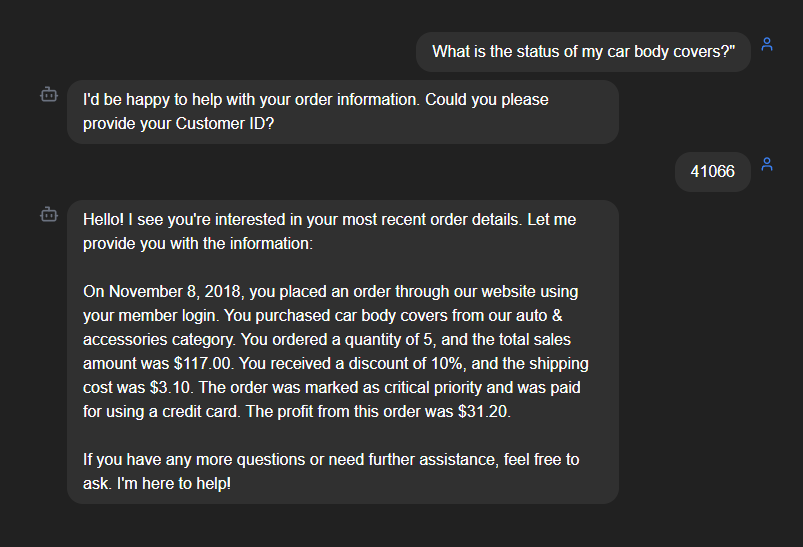 What is the status of my car body covers?"
I'd be happy to help with your order information. Could you please
provide your Customer ID?
41066
Hello! I see you're interested in your most recent order details. Let me
provide you with the information:
On November 8, 2018, you placed an order through our website using
your member login. You purchased car body covers from our auto &
accessories category. You ordered a quantity of 5, and the total sales
amount was $117.00. You received a discount of 10%, and the shipping
cost was $3.10. The order was marked as critical priority and was paid
for using a credit card. The profit from this order was $31.20.
If you have any more questions or need further assistance, feel free to
ask. I'm here to help!